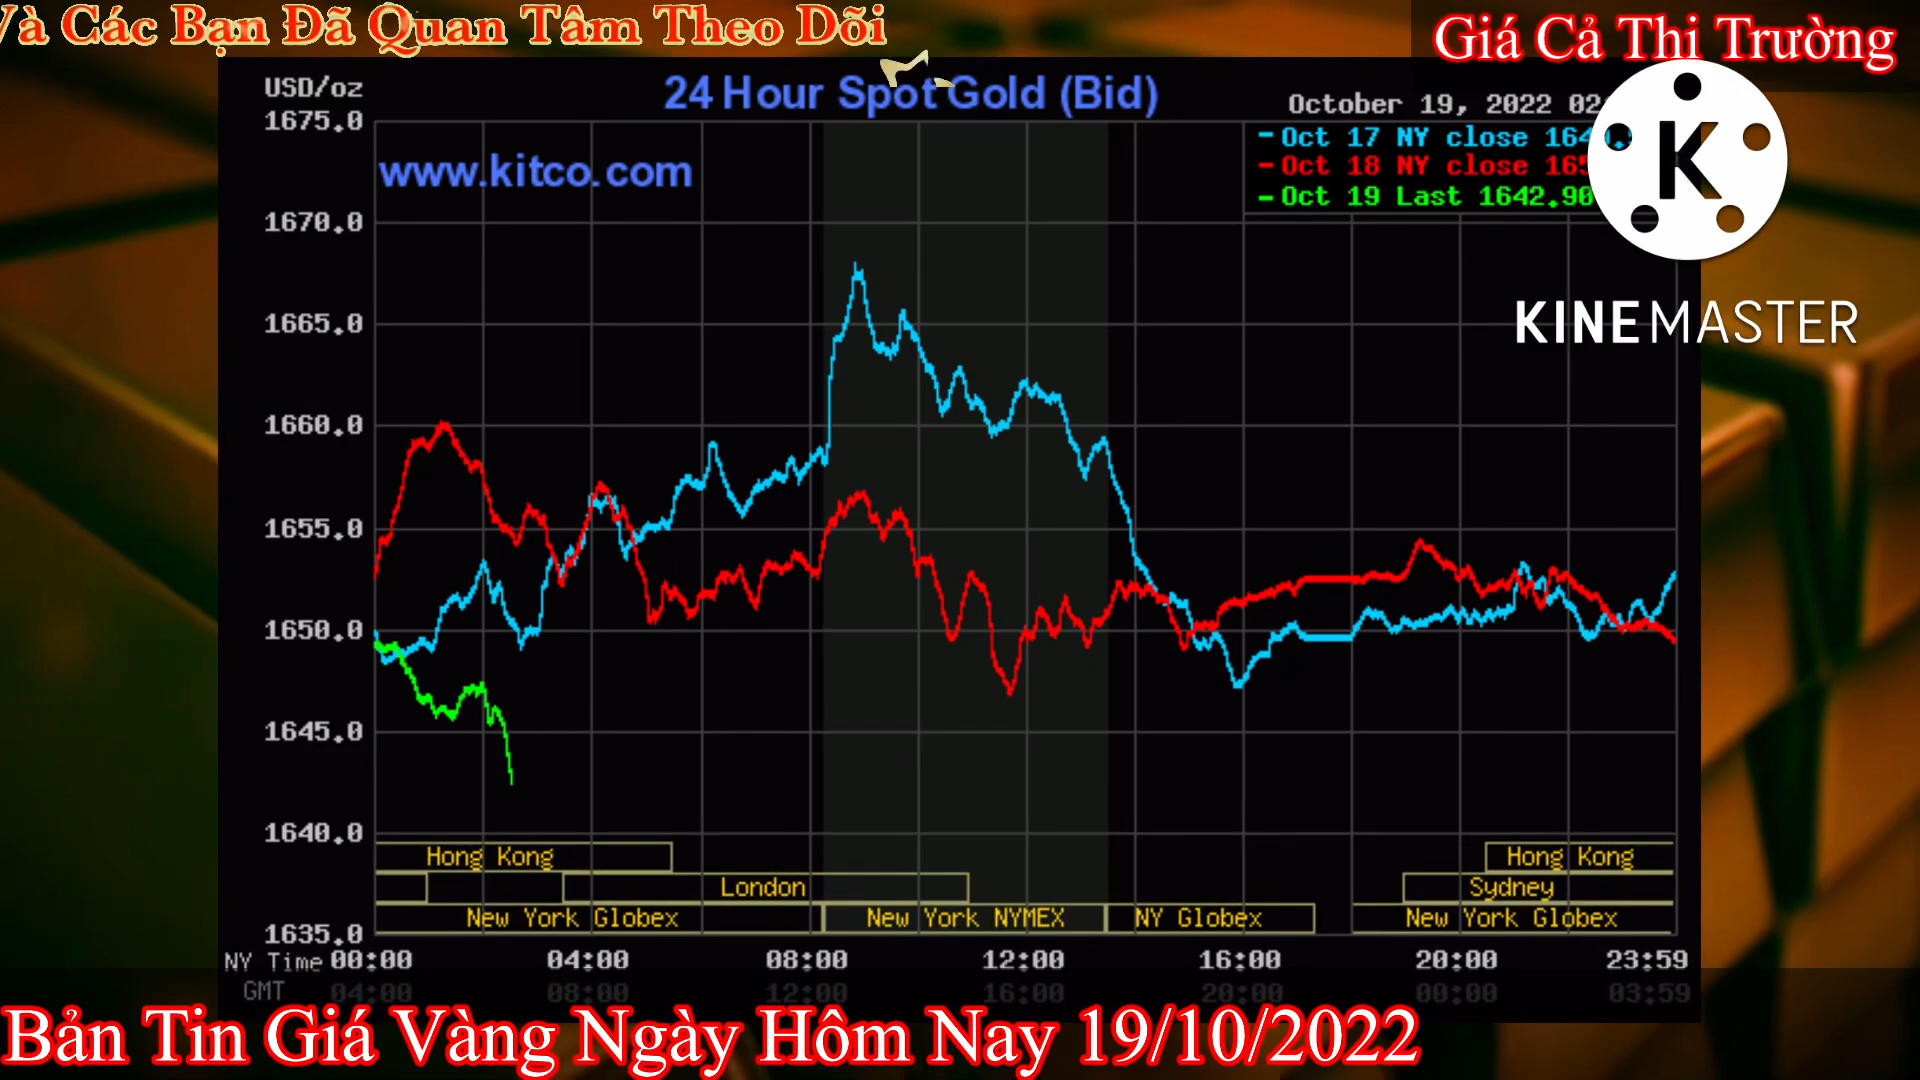 Và Các Bạn Đã Quan Tâm Theo Dõi
Giá Cả Thi Trường
USD/oz
24 Hour Spot Gold (Bid)
October 19, 2022
www.kitco.com
Oct 17 NY close
Oct 18 NY close
Oct 19 Last 1642.90
KINEMASTER
K
1675.0
1670.0
1665.0
1660.0
1655.0
1650.0
1645.0
1640.0
1635.0
Hong Kong
Hong Kong
London
Sydney
New York Globex
New York NYMEX
NY Globex
New York Globex
NY Time 00:00 04:00 08:00 12:00 16:00 20:00 23:59
GMT 04:00 08:00 12:00 16:00 20:00 00:00 03:59
Bản Tin Giá Vàng Ngày Hôm Nay 19/10/2022